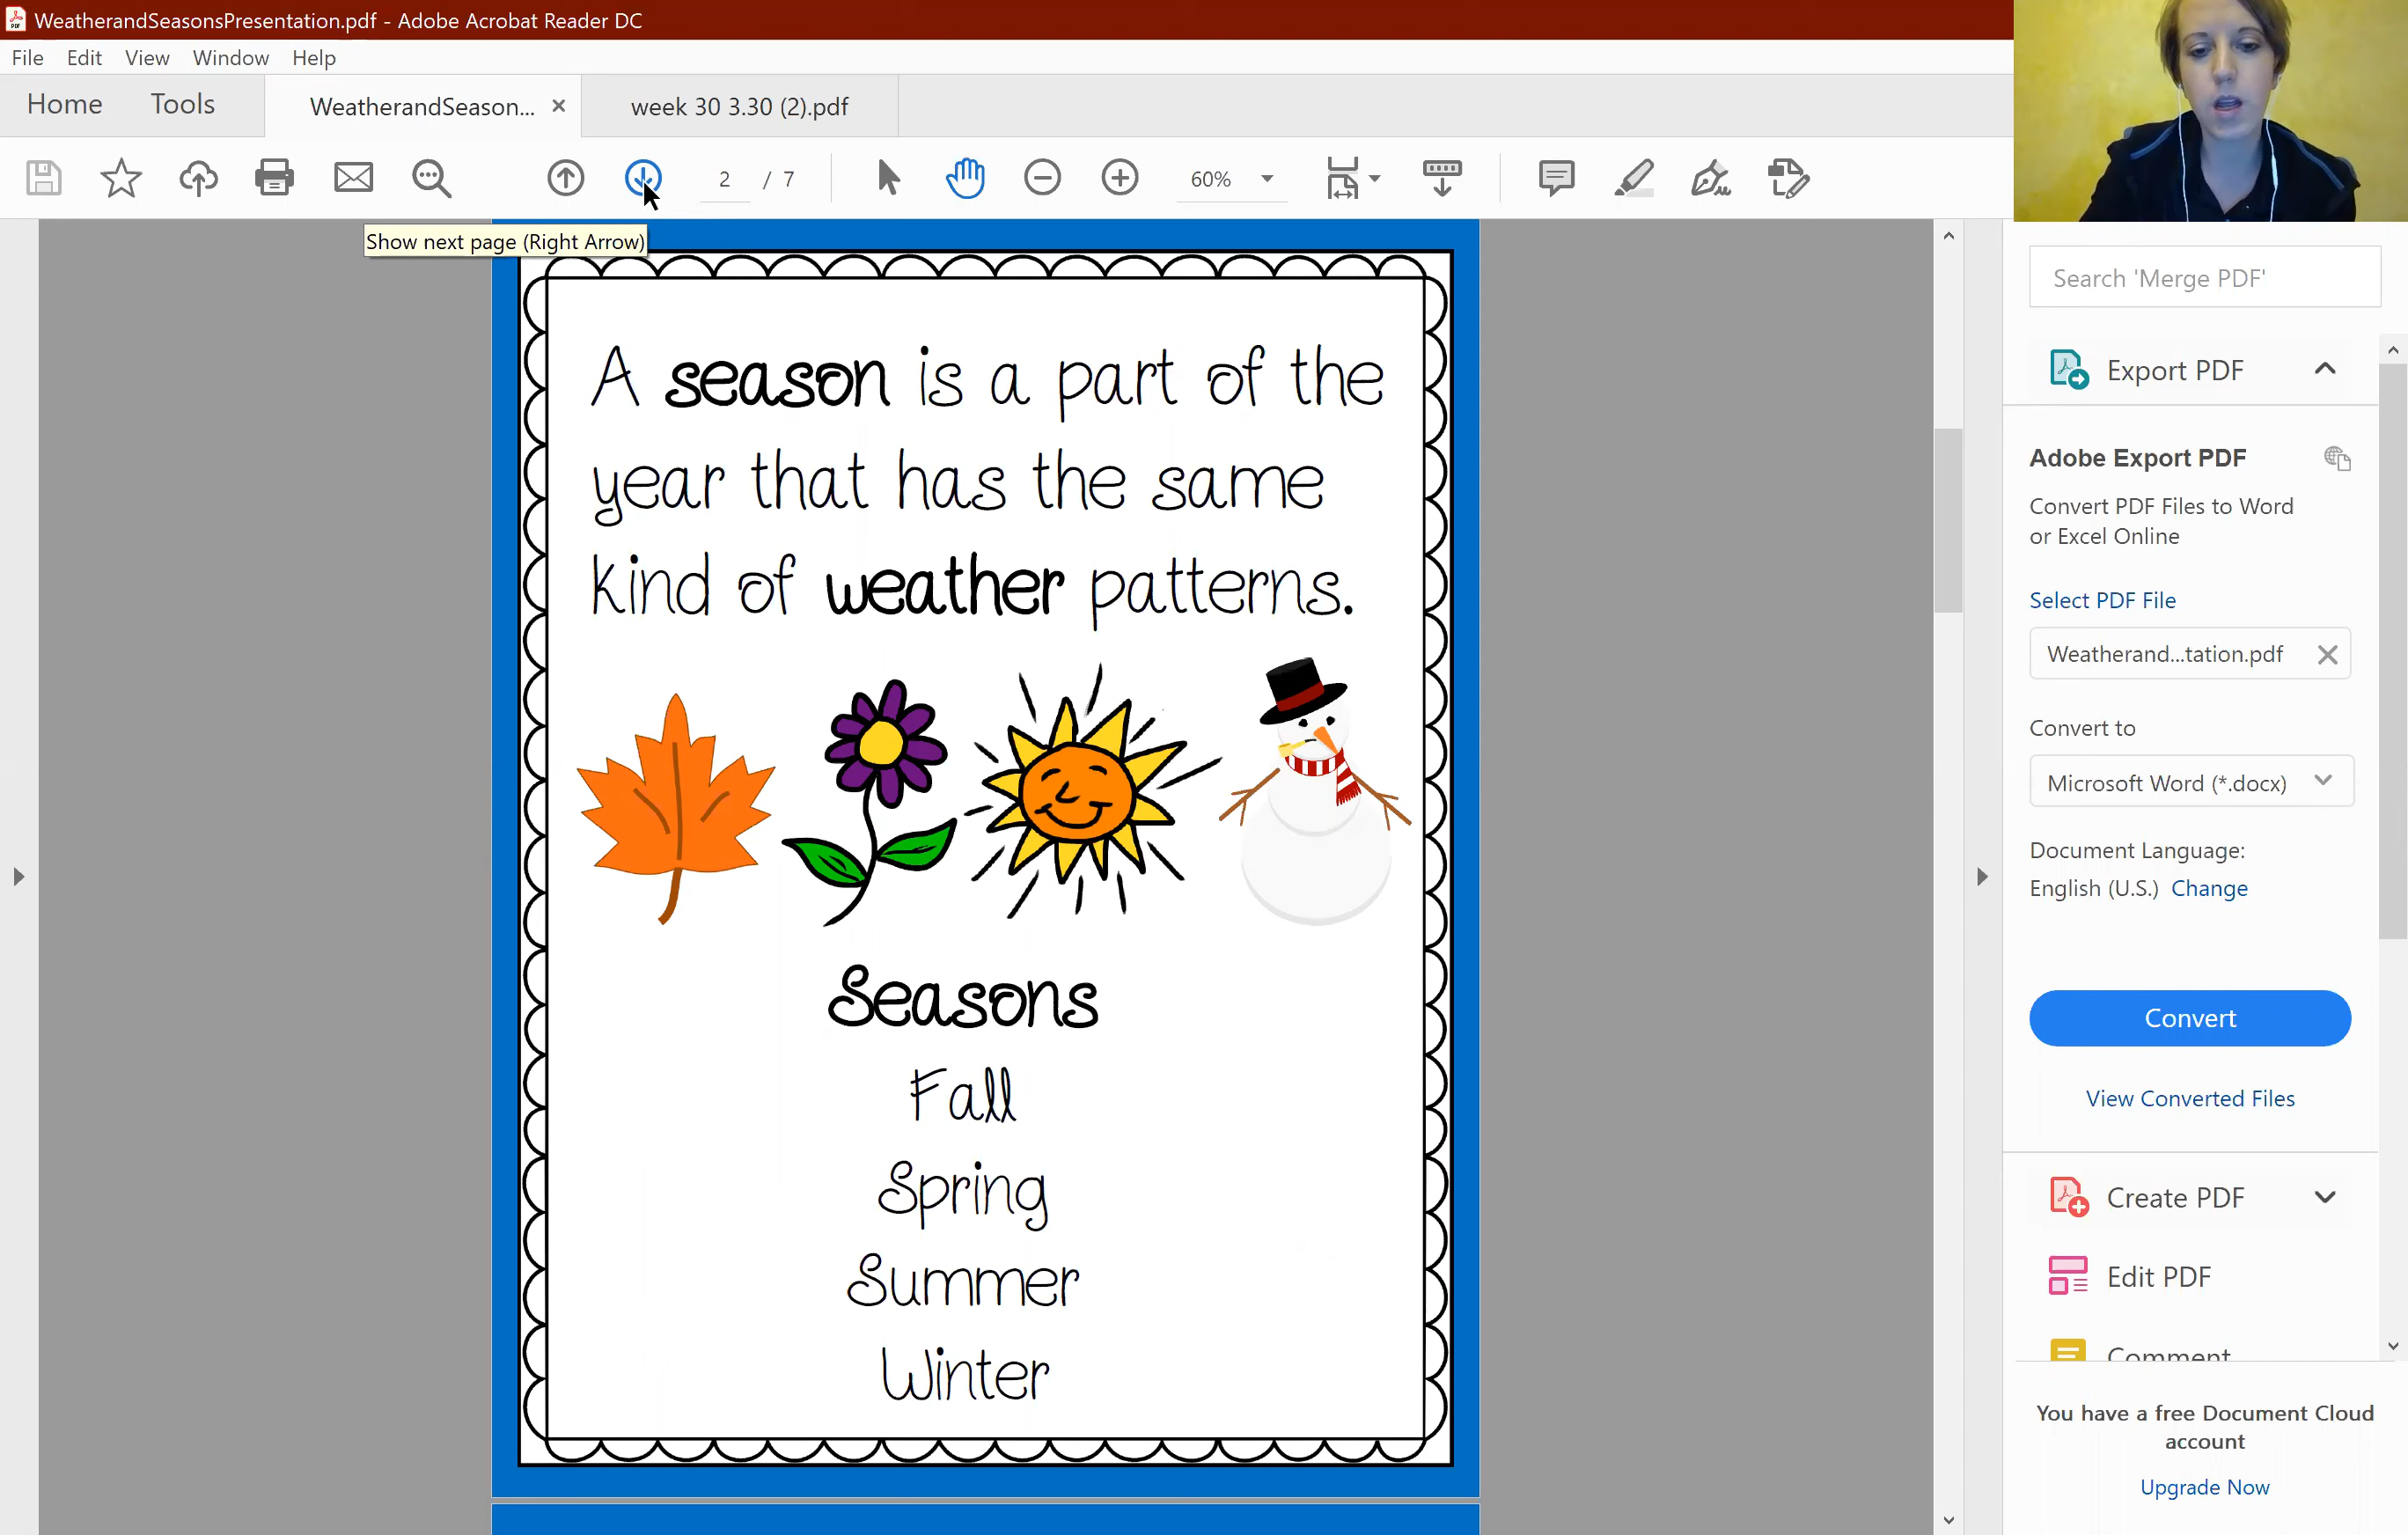 WeatherandSeasonsPresentation.pdf - Adobe Acrobat Reader DC
File Edit View Window Help
Home Tools WeatherandSeason... × week 30 3.30 (2).pdf
2 / 7 60%
Show next page (Right Arrow)
A season is a part of the
year that has the same
kind of weather patterns.
Seasons
Fall
Spring
Summer
Winter
Search 'Merge PDF'
Export PDF
Adobe Export PDF
Convert PDF Files to Word
or Excel Online
Select PDF File
Weatherand...tation.pdf
Convert to
Microsoft Word (*.docx)
Document Language:
English (U.S.) Change
Convert
View Converted Files
Create PDF
Edit PDF
Comment
You have a free Document Cloud
account
Upgrade Now